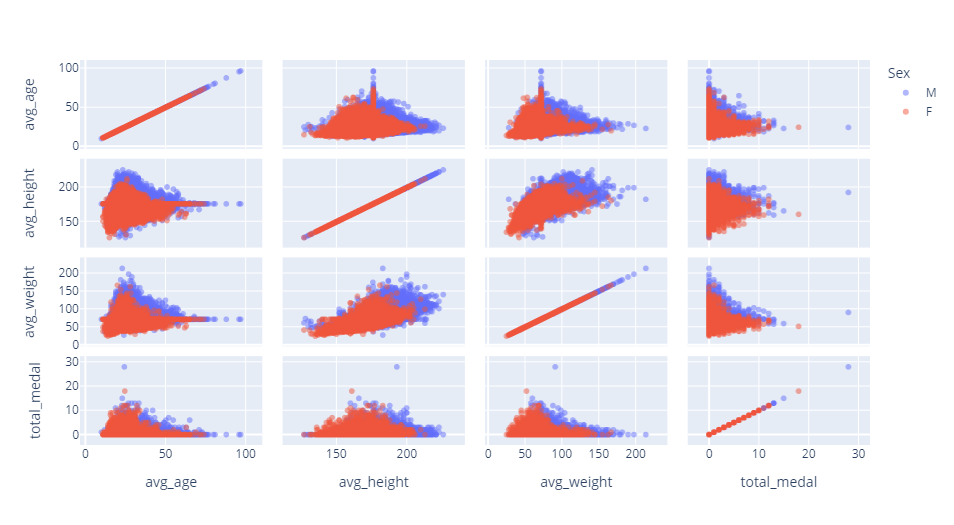 Sex
M
F
avg_age
100
50
0
avg_height
200
150
avg_weight
200
150
100
50
0
total_medal
30
20
10
0
0 50 100
150 200
0 50 100 150 200
0 10 20 30
avg_age avg_height avg_weight total_medal